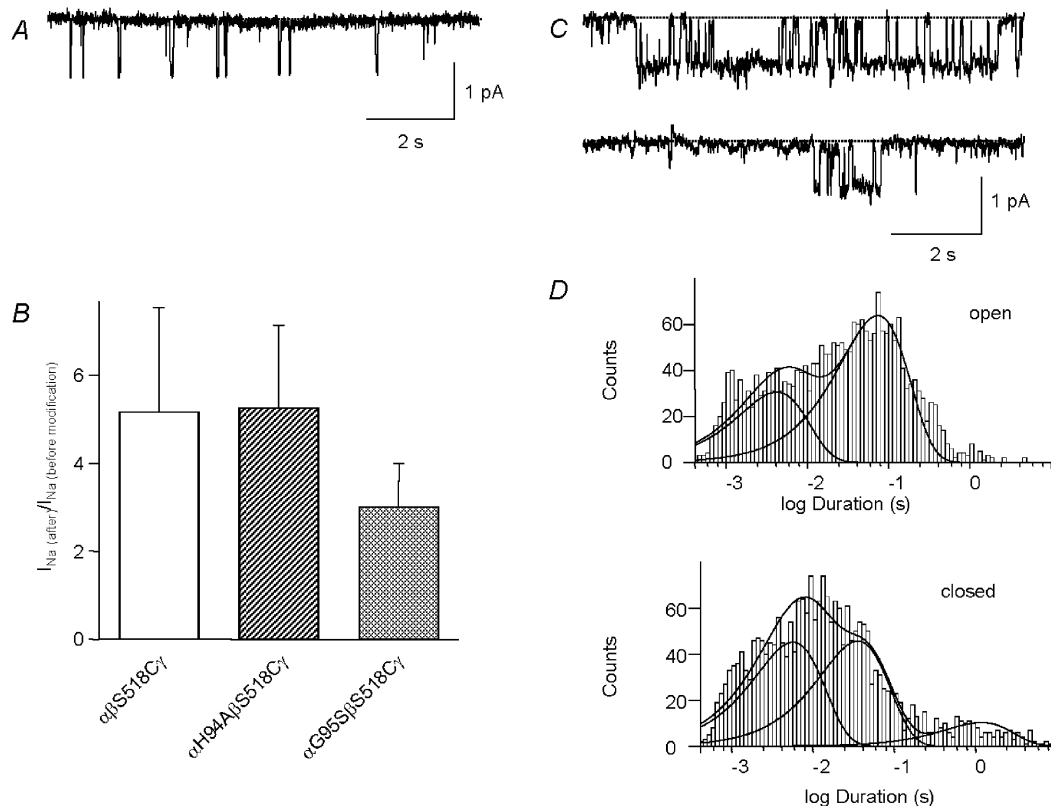 A
1 pA
2 s
B
I Na (after)/I Na (before modification)
6
4
2
0
αβS518Cγ
αH94AβS518Cγ
αG95SβS518Cγ
C
1 pA
2 s
D
open
Counts
60
40
20
0
-3 -2 -1 0
log Duration (s)
closed
Counts
60
40
20
0
-3 -2 -1 0
log Duration (s)